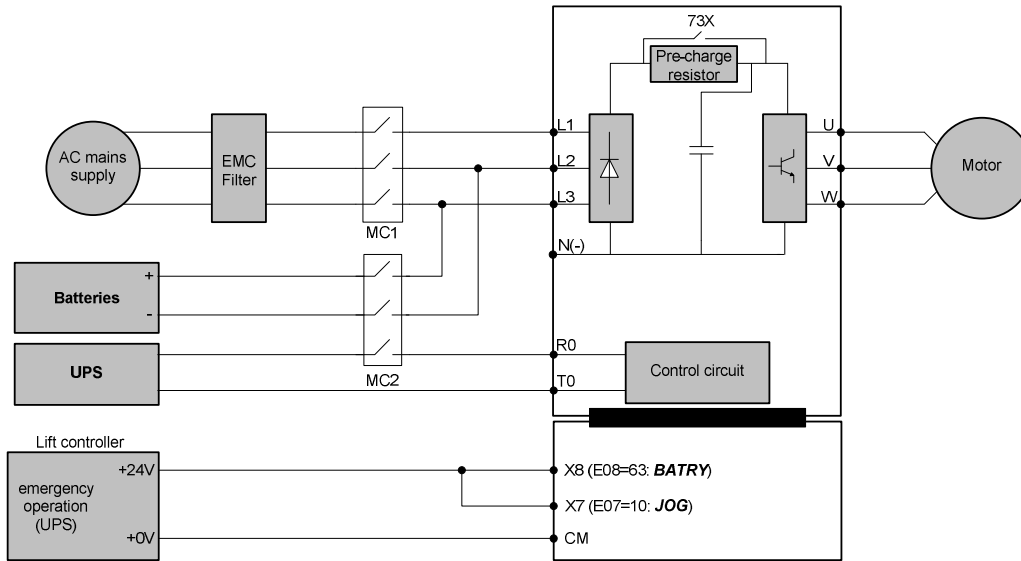 73X
Pre-charge
resistor
AC mains
supply
EMC
Filter
MC1
L1
L2
L3
N(-)
U
V
W
Motor
Batteries
+
-
UPS
MC2
R0
T0
Control circuit
Lift controller
emergency
operation
(UPS)
+24V
+0V
X8 (E08=63: BATRY)
X7 (E07=10: JOG)
CM